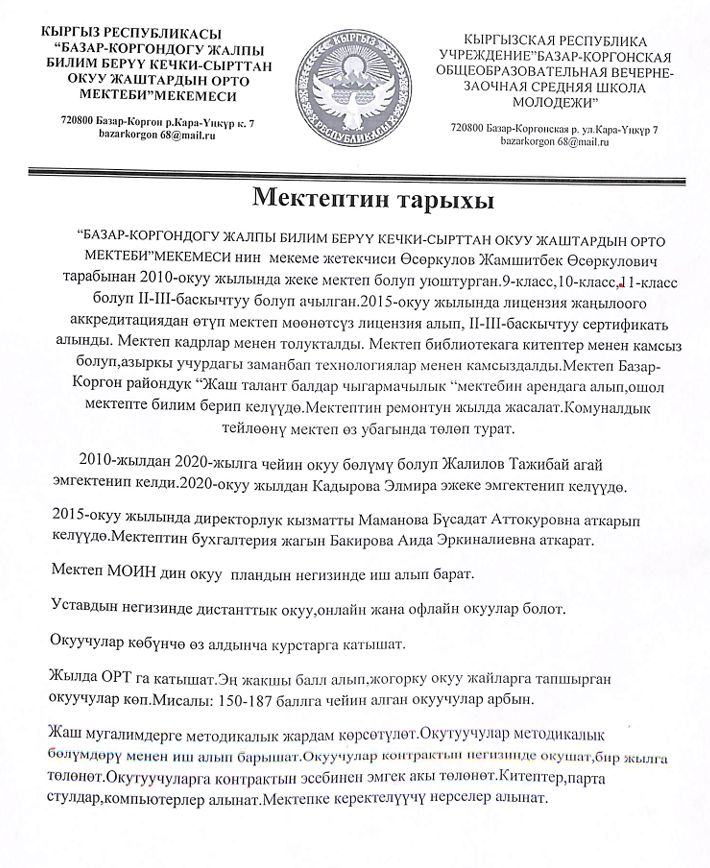 КЫРГЫЗ РЕСПУБЛИКАСЫ
“БАЗАР-КОРГОНДОГУ ЖАЛПЫ
БИЛИМ БЕРҮҮ КЕЧКИ-СЫРТТАН
ОКУУ ЖАШТАРДЫН ОРТО
МЕКТЕБИ”МЕКЕМЕСИ
720800 Базар-Коргон р.Кара-Үңкүр к. 7
bazarkorgon 68@mail.ru
КЫРГЫЗ
РЕСПУБЛИКАСЫ
КЫРГЫЗСКАЯ РЕСПУБЛИКА
УЧРЕЖДЕНИЕ”БАЗАР-КОРГОНСКАЯ
ОБЩЕОБРАЗОВАТЕЛЬНАЯ ВЕЧЕРНЕ-
ЗАОЧНАЯ СРЕДНЯЯ ШКОЛА
МОЛОДЕЖИ”
720800 Базар-Коргонская р. ул.Кара-Үңкүр 7
bazarkorgon 68@mail.ru
Мектептин тарыхы
“БАЗАР-КОРГОНДОГУ ЖАЛПЫ БИЛИМ БЕРҮҮ КЕЧКИ-СЫРТТАН ОКУУ ЖАШТАРДЫН ОРТО
МЕКТЕБИ”МЕКЕМЕСИ нин мекеме жетекчиси Өсөркулов Жамшитбек Өсөркулович
тарабынан 2010-окуу жылында жеке мектеп болуп уюштурган.9-класс,10-класс,11-класс
болуп II-III-баскычтуу болуп ачылган.2015-окуу жылында лицензия жаңылоого
аккредитациядан өтүп мектеп мөөнөтсүз лицензия алып, II-III-баскычтуу сертификать
алынды. Мектеп кадрлар менен толукталды. Мектеп библиотекага китептер менен камсыз
болуп,азыркы учурдагы заманбап технологиялар менен камсыздалды.Мектеп Базар-
Коргон райондук “Жаш талант балдар чыгармачылык “мектебин арендага алып,ошол
мектепте билим берип келүүдө.Мектептин ремонтун жылда жасалат.Комуналдык
тейлөөнү мектеп өз убагында төлөп турат.
2010-жылдан 2020-жылга чейин окуу бөлүмү болуп Жалилов Тажибай агай
эмгектенип келди.2020-окуу жылдан Кадырова Элмира эжеке эмгектенип келүүдө.
2015-окуу жылында директорлук кызматты Маманова Бүсадат Аттокуровна аткарып
келүүдө.Мектептин бухгалтерия жагын Бакирова Аида Эркиналиевна аткарат.
Мектеп МОИН дин окуу пландын негизинде иш алып барат.
Уставдын негизинде дистанттык окуу,онлайн жана офлайн окуулар болот.
Окуучулар көбүнчө өз алдынча курстарга катышат.
Жылда ОРТ га катышат.Эң жакшы балл алып,жогорку окуу жайларга тапшырган
окуучулар көп.Мисалы: 150-187 баллга чейин алган окуучулар арбын.
Жаш мугалимдерге методикалык жардам көрсөтүлөт.Окутуучулар методикалык
бөлүмдөрү менен иш алып барышат.Окуучулар контрактын негизинде окушат,бир жылга
төлөнөт.Окутуучуларга контрактын эсебинен эмгек акы төлөнөт.Китептер,парта
стулдар,компьютерлер алынат.Мектепке керектелүүчү нерселер алынат.